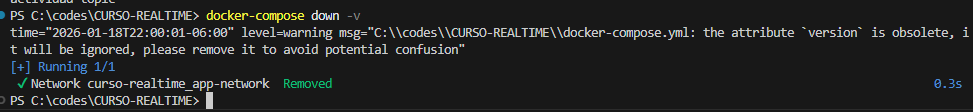 actividad topic
PS C:\codes\CURSO-REALTIME> docker-compose down -v
time="2026-01-18T22:00:01-06:00" level=warning msg="C:\\codes\\CURSO-REALTIME\\docker-compose.yml: the attribute `version` is obsolete, i
t will be ignored, please remove it to avoid potential confusion"
[+] Running 1/1
✔Network curso-realtime_app-network  Removed 0.3s
PS C:\codes\CURSO-REALTIME>